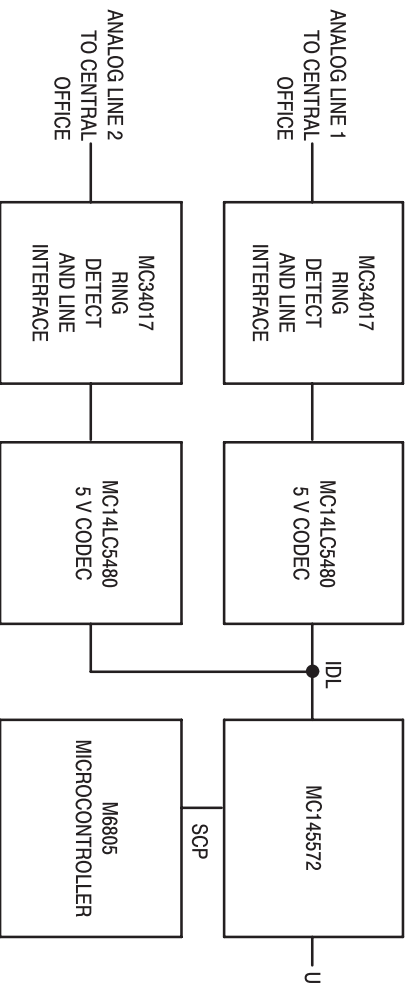 ANALOG LINE 1
TO CENTRAL
OFFICE
MC34017
RING
DETECT
AND LINE
INTERFACE
MC14LC5480
5 V CODEC
IDL
MC145572
U
ANALOG LINE 2
TO CENTRAL
OFFICE
MC34017
RING
DETECT
AND LINE
INTERFACE
MC14LC5480
5 V CODEC
SCP
M6805
MICROCONTROLLER